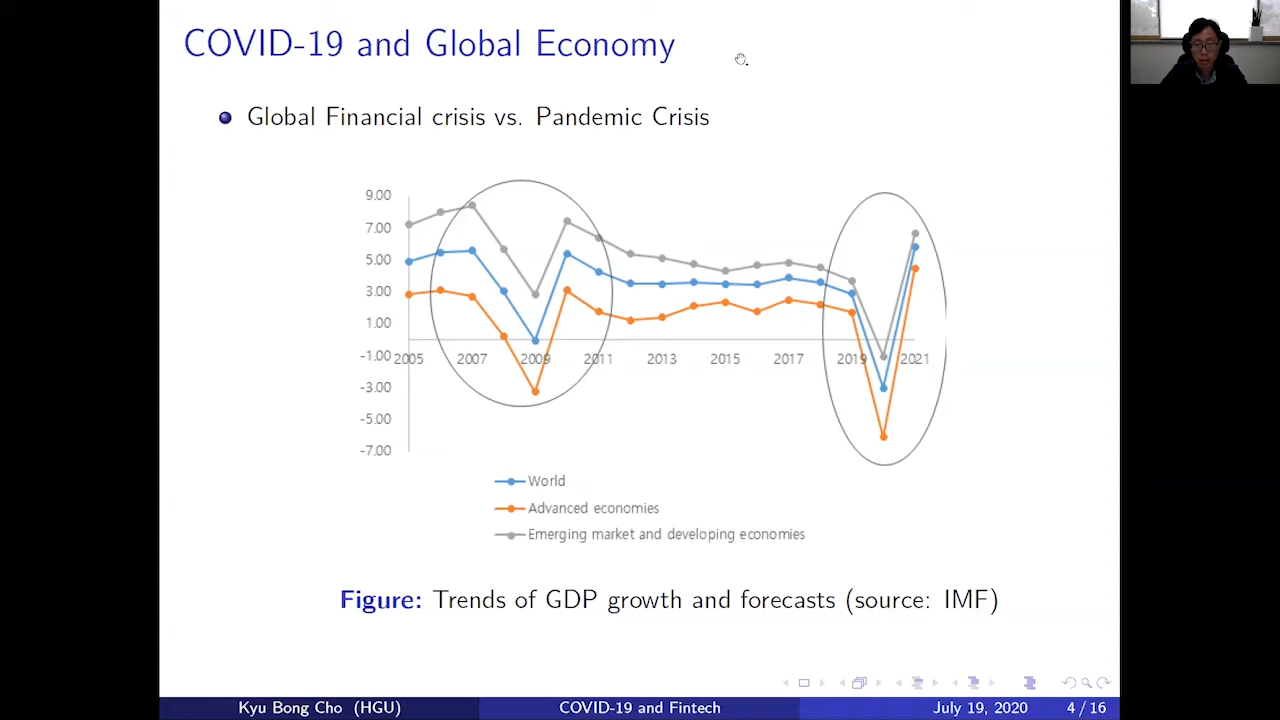 COVID-19 and Global Economy
Global Financial crisis vs. Pandemic Crisis
9.00
7.00
5.00
3.00
1.00
-1.00
-3.00
-5.00
-7.00
2005 2007 2009 2011 2013 2015 2017 2019 2021
World
Advanced economies
Emerging market and developing economies
Figure: Trends of GDP growth and forecasts (source: IMF)
Kyu Bong Cho (HGU) COVID-19 and Fintech July 19, 2020 4 / 16